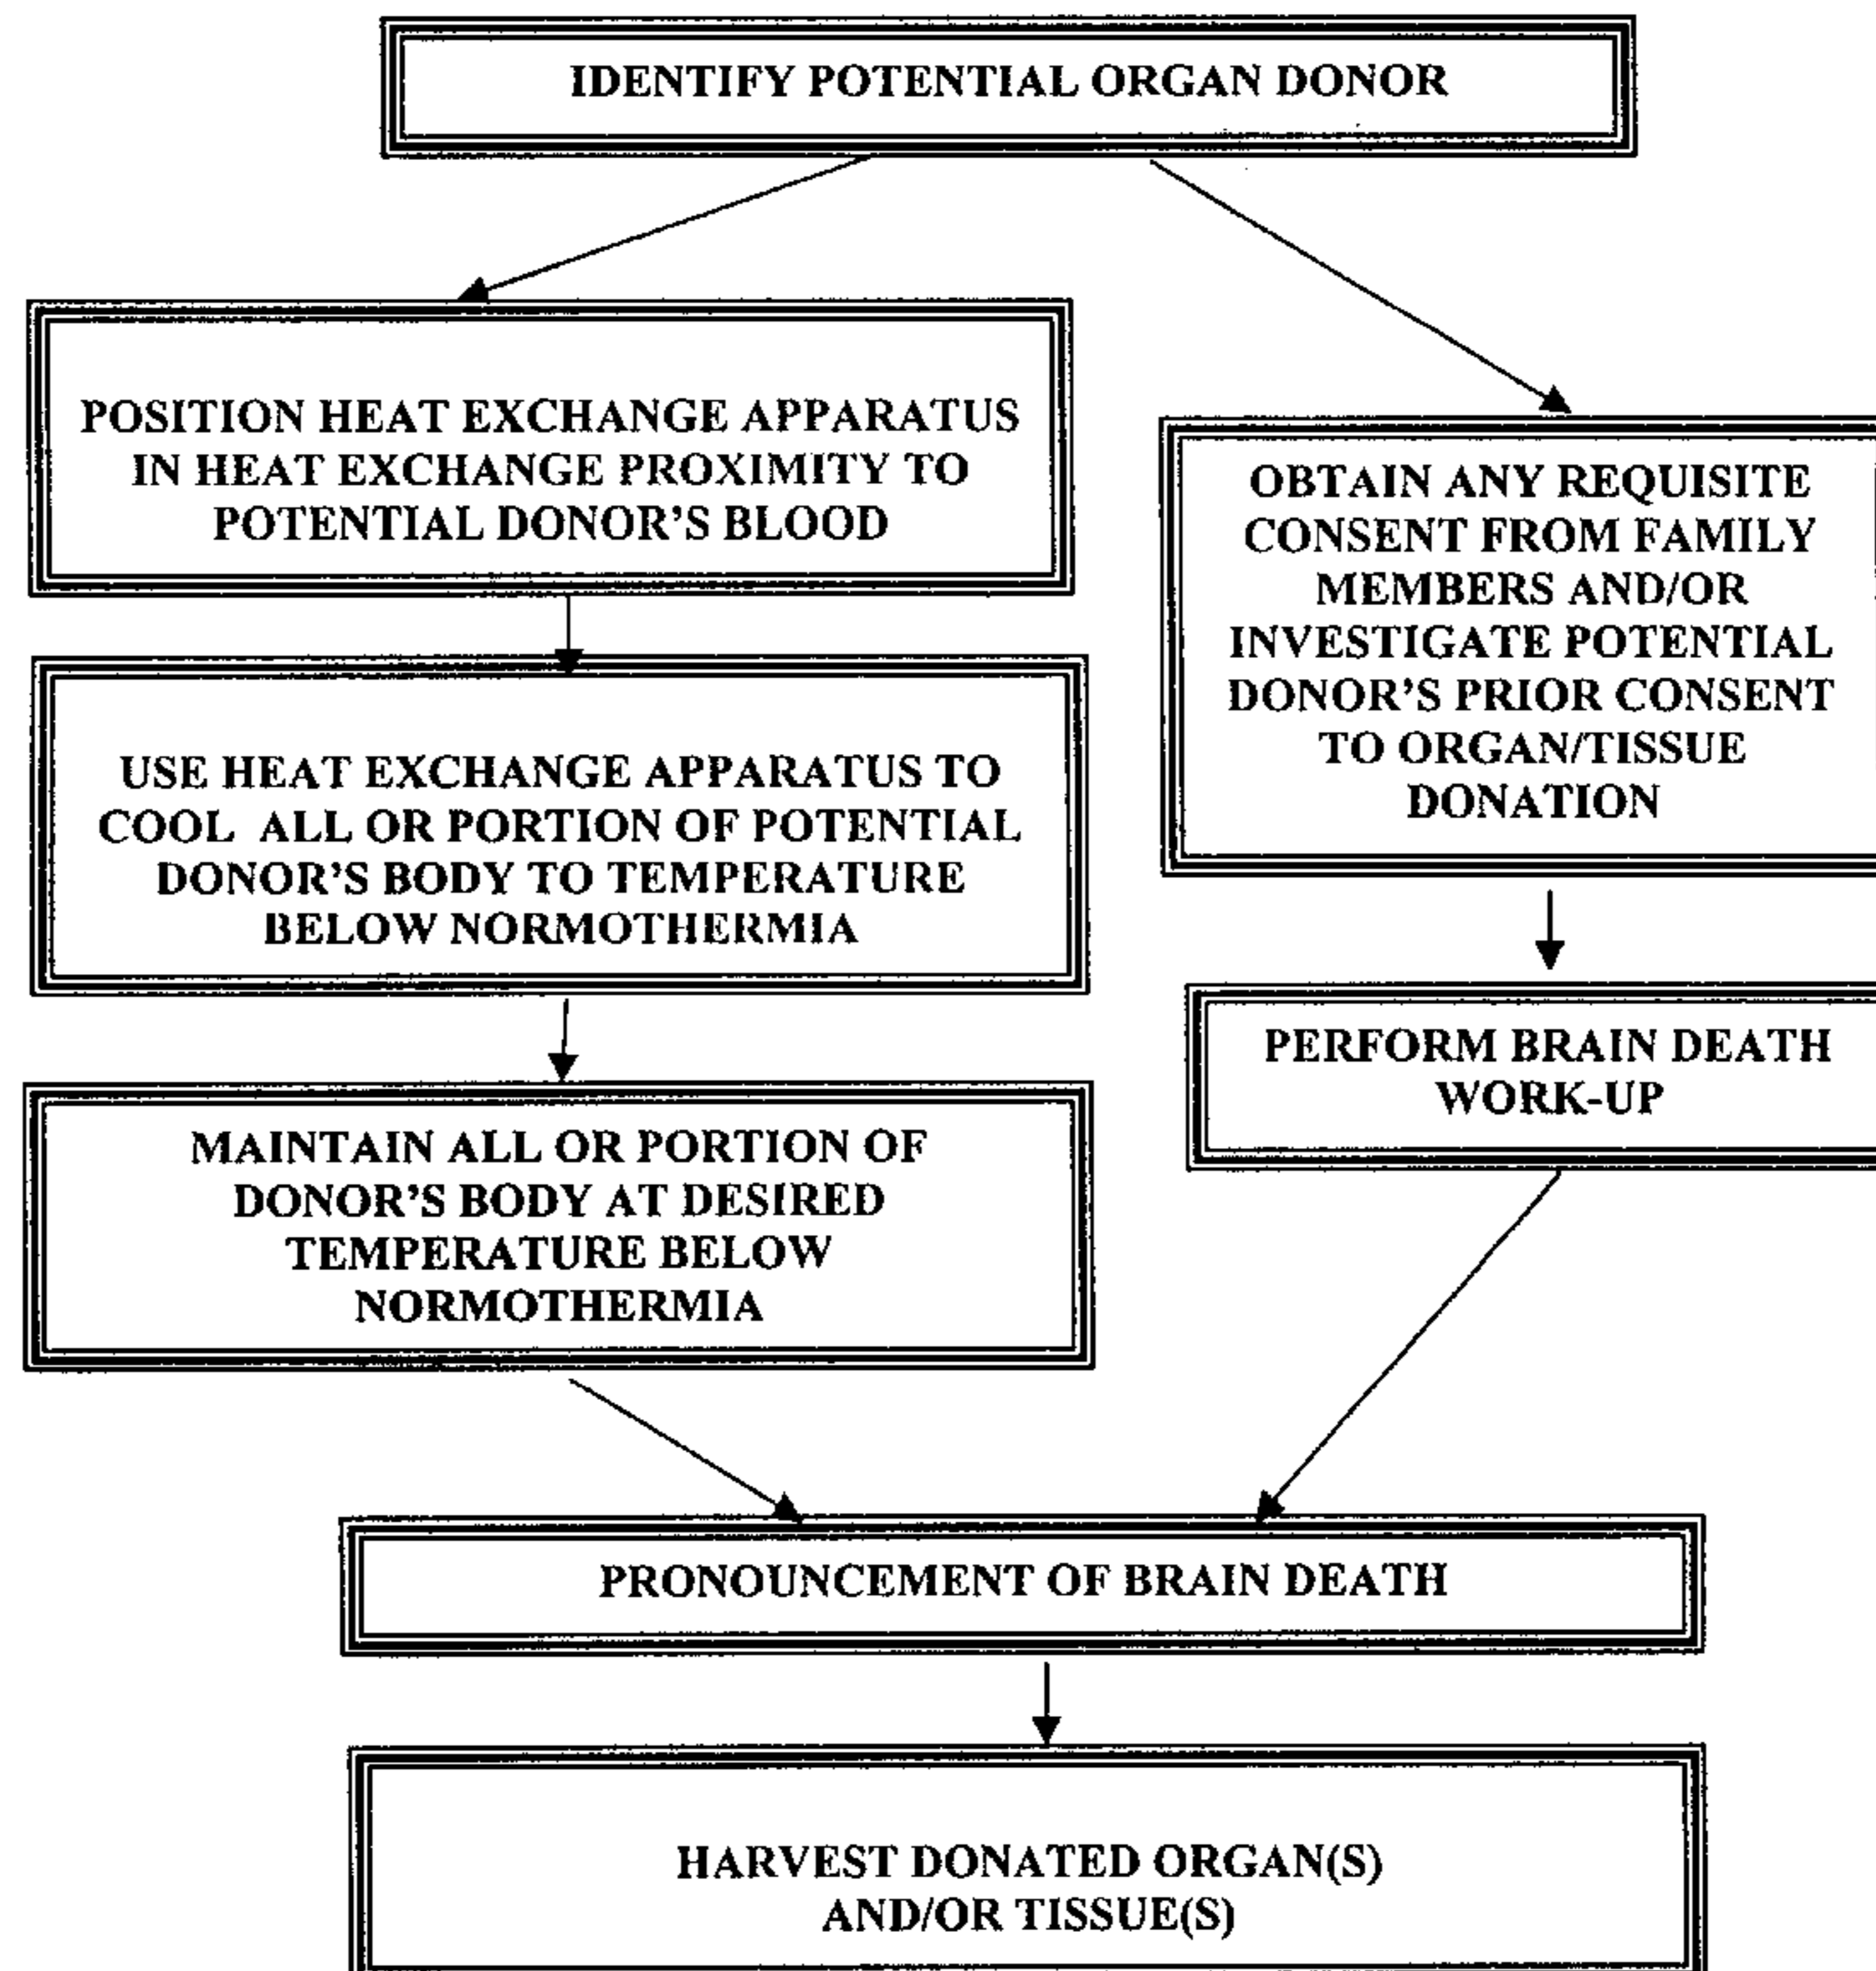 IDENTIFY POTENTIAL ORGAN DONOR
POSITION HEAT EXCHANGE APPARATUS
IN HEAT EXCHANGE PROXIMITY TO
POTENTIAL DONOR'S BLOOD
USE HEAT EXCHANGE APPARATUS TO
COOL ALL OR PORTION OF POTENTIAL
DONOR'S BODY TO TEMPERATURE
BELOW NORMOTHERMIA
MAINTAIN ALL OR PORTION OF
DONOR'S BODY AT DESIRED
TEMPERATURE BELOW
NORMOTHERMIA
OBTAIN ANY REQUISITE
CONSENT FROM FAMILY
MEMBERS AND/OR
INVESTIGATE POTENTIAL
DONOR'S PRIOR CONSENT
TO ORGAN/TISSUE
DONATION
PERFORM BRAIN DEATH
WORK-UP
PRONOUNCEMENT OF BRAIN DEATH
HARVEST DONATED ORGAN(S)
AND/OR TISSUE(S)